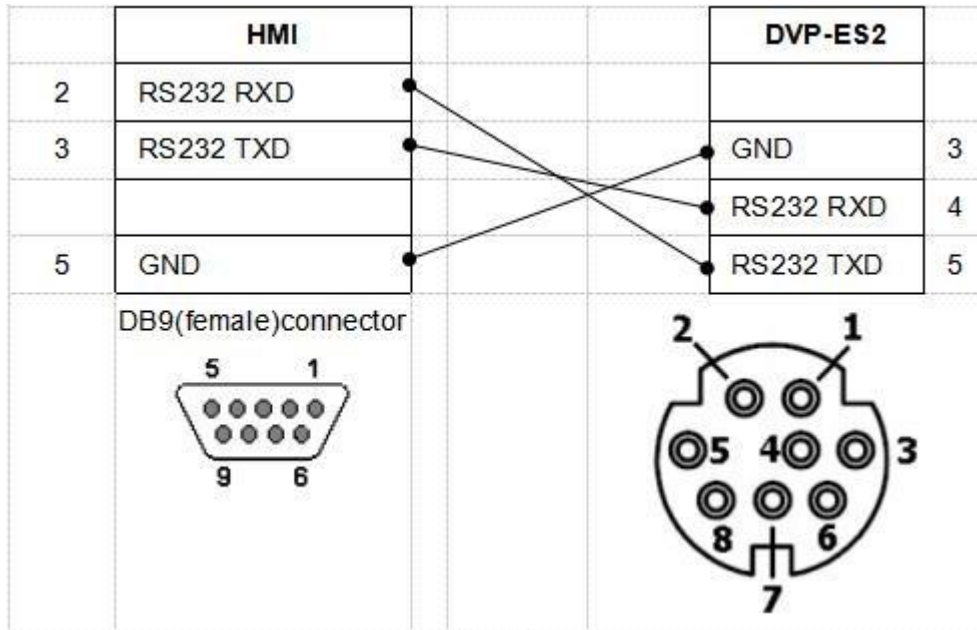 HMI DVP-ES2
2 RS232 RXD
3 RS232 TXD GND 3
RS232 RXD 4
5 GND RS232 TXD 5
DB9(female)connector
5 1
9 6
2 1
5 4 3
8 6
7